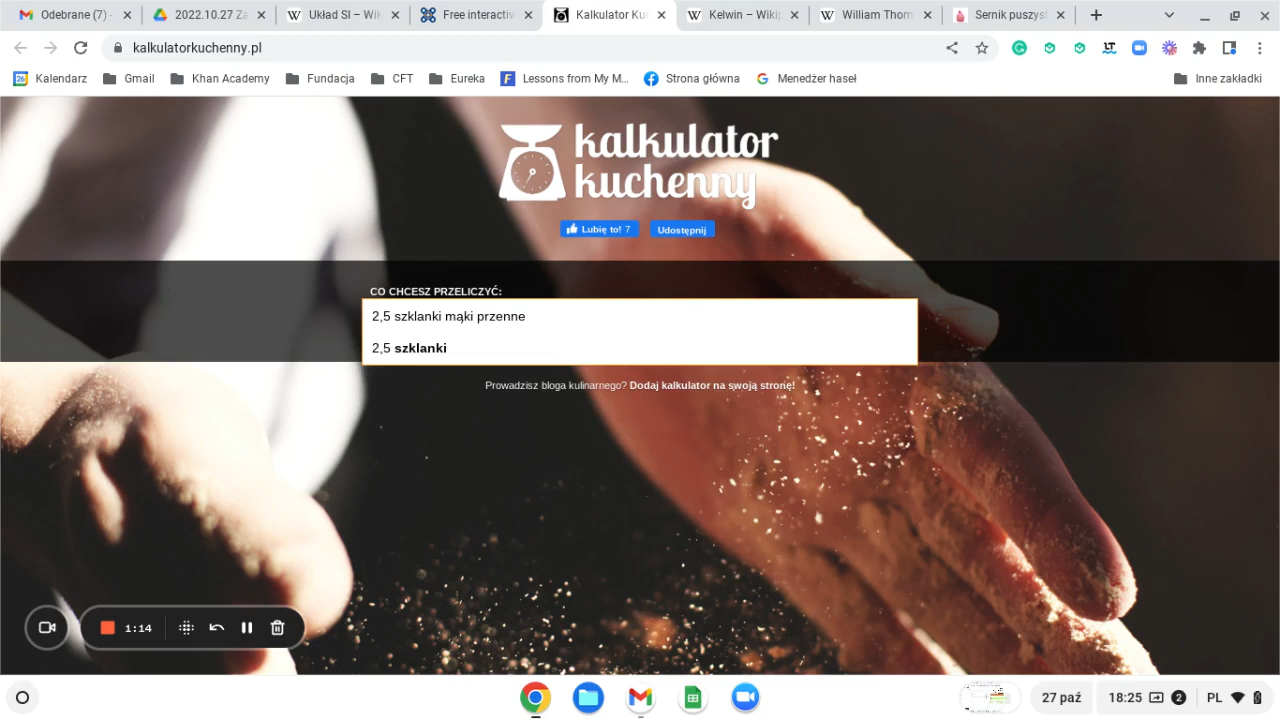 Odebrane (7) -
2022.10.27 Za
Układ SI – Wik
Free interactiv
Kalkulator Ku
Kelwin – Wikip
William Thom
Sernik puszys
kalkulatorkuchenny.pl
26 Kalendarz
Gmail
Khan Academy
Fundacja
CFT
Eureka
Lessons from My M...
Strona główna
Menedżer haseł
Inne zakładki
kalkulator
kuchenny
Lubię to! 7
Udostępnij
CO CHCESZ PRZELICZYĆ:
2,5 szklanki mąki przenne
2,5 szklanki
Prowadzisz bloga kulinarnego? Dodaj kalkulator na swoją stronę!
1:14
27 paź
18:25
2
PL